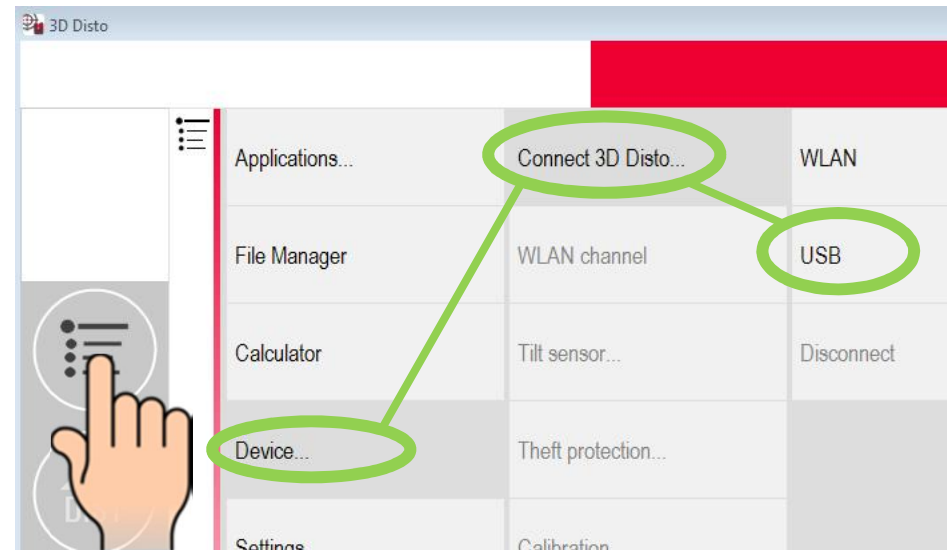 3D Disto
Applications...
Connect 3D Disto...
WLAN
File Manager
WLAN channel
USB
Calculator
Tilt sensor...
Disconnect
Device...
Theft protection...
Settings
Calibration